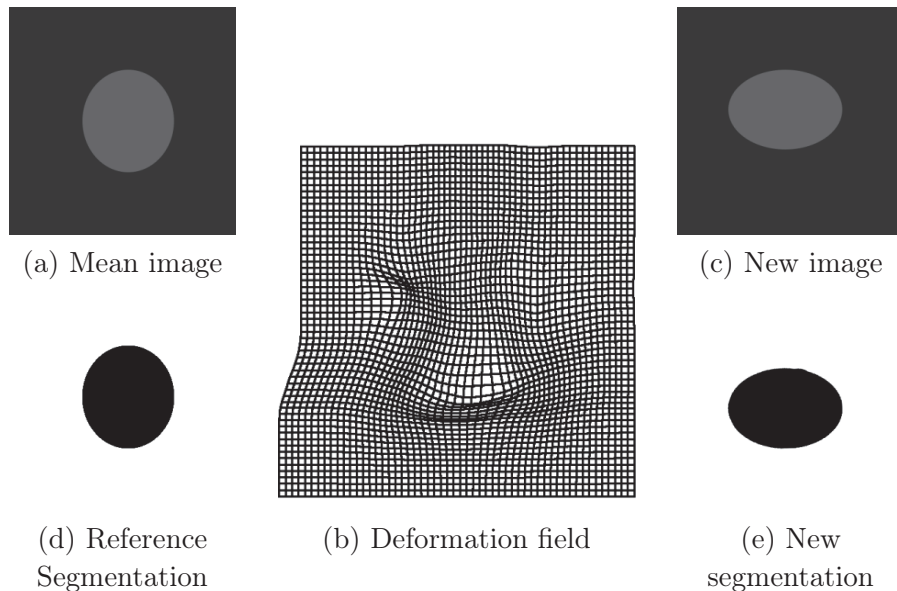 (a) Mean image
(c) New image
(d) Reference
Segmentation
(b) Deformation field
(e) New
segmentation